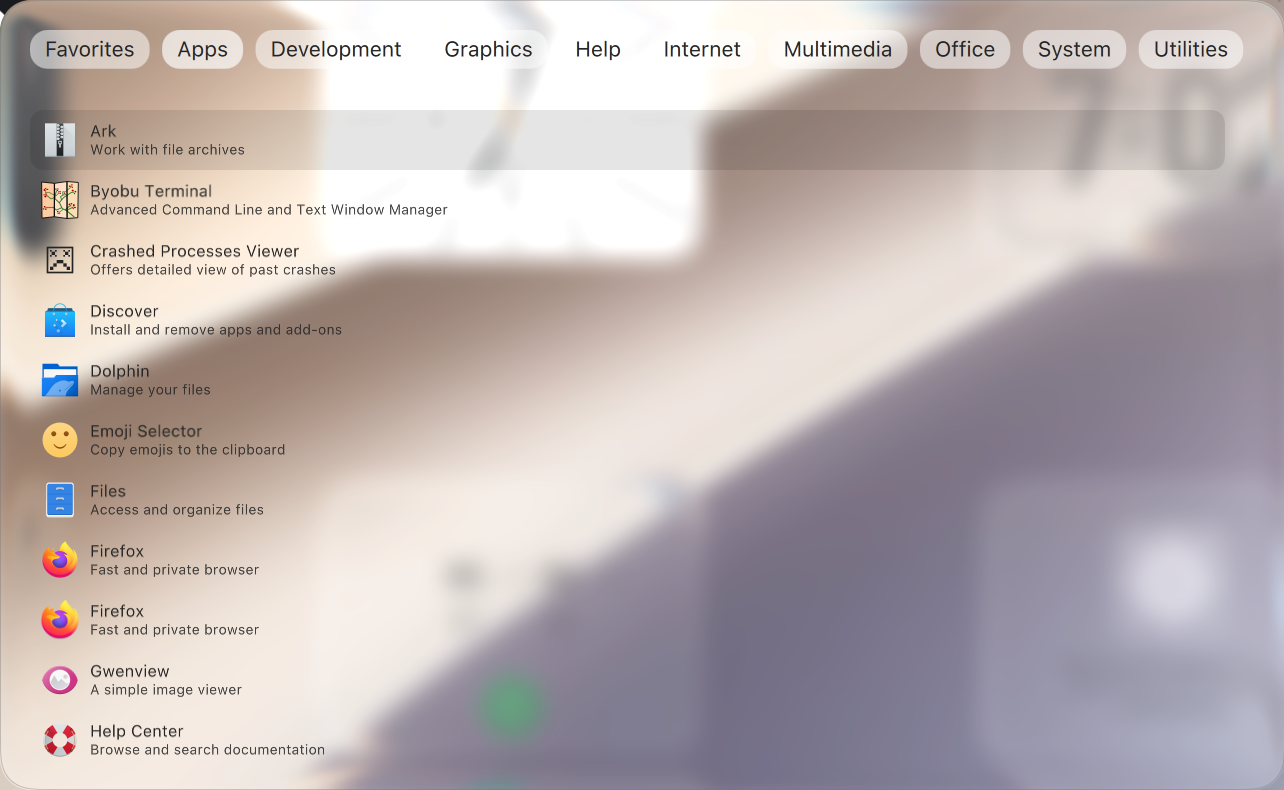 Favorites Apps Development Graphics Help Internet Multimedia Office System Utilities
Ark
Work with file archives
Byobu Terminal
Advanced Command Line and Text Window Manager
Crashed Processes Viewer
Offers detailed view of past crashes
Discover
Install and remove apps and add-ons
Dolphin
Manage your files
Emoji Selector
Copy emojis to the clipboard
Files
Access and organize files
Firefox
Fast and private browser
Firefox
Fast and private browser
Gwenview
A simple image viewer
Help Center
Browse and search documentation